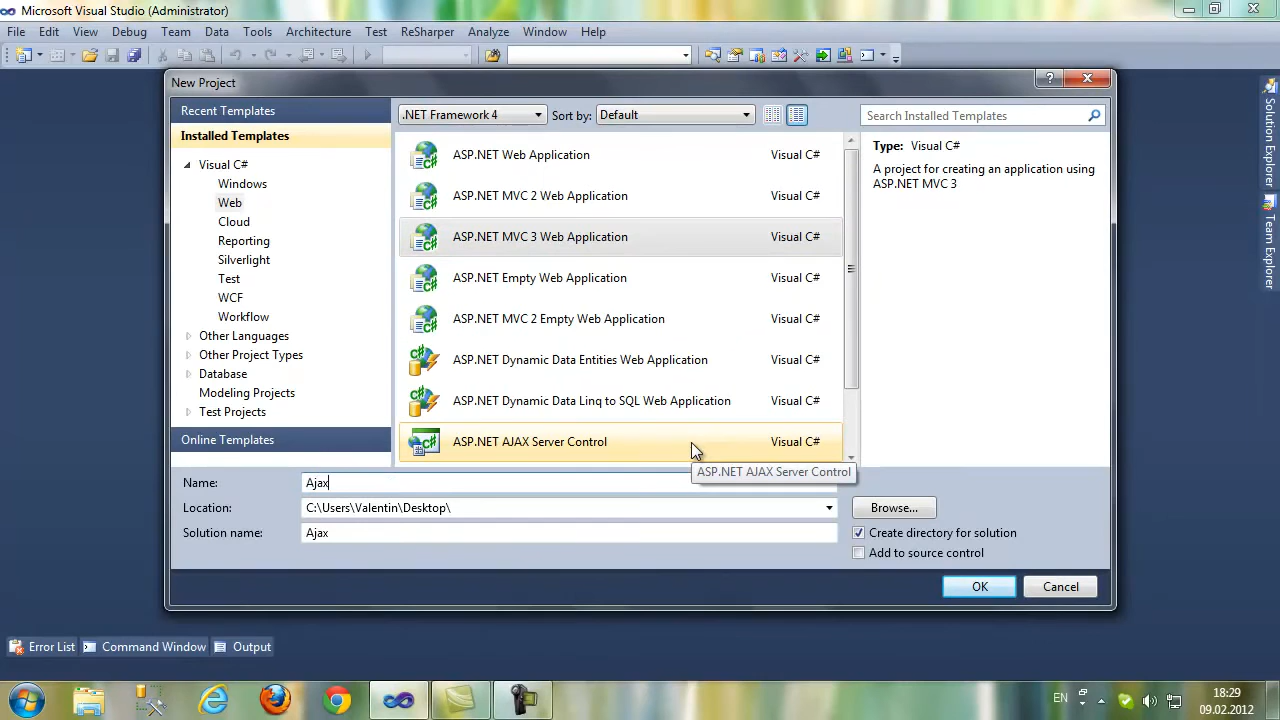 Microsoft Visual Studio (Administrator)
File Edit View Debug Team Data Tools Architecture Test ReSharper Analyze Window Help
New Project
Recent Templates
Installed Templates
Visual C#
Windows
Web
Cloud
Reporting
Silverlight
Test
WCF
Workflow
Other Languages
Other Project Types
Database
Modeling Projects
Test Projects
Online Templates
.NET Framework 4 Sort by: Default
ASP.NET Web Application Visual C#
ASP.NET MVC 2 Web Application Visual C#
ASP.NET MVC 3 Web Application Visual C#
ASP.NET Empty Web Application Visual C#
ASP.NET MVC 2 Empty Web Application Visual C#
ASP.NET Dynamic Data Entities Web Application Visual C#
ASP.NET Dynamic Data Linq to SQL Web Application Visual C#
ASP.NET AJAX Server Control Visual C#
ASP.NET AJAX Server Control
Search Installed Templates
Type: Visual C#
A project for creating an application using
ASP.NET MVC 3
Name: Ajax
Location: C:\Users\Valentin\Desktop\
Solution name: Ajax
Browse...
Create directory for solution
Add to source control
OK Cancel
Solution Explorer
Team Explorer
Error List Command Window Output
EN
18:29
09.02.2012